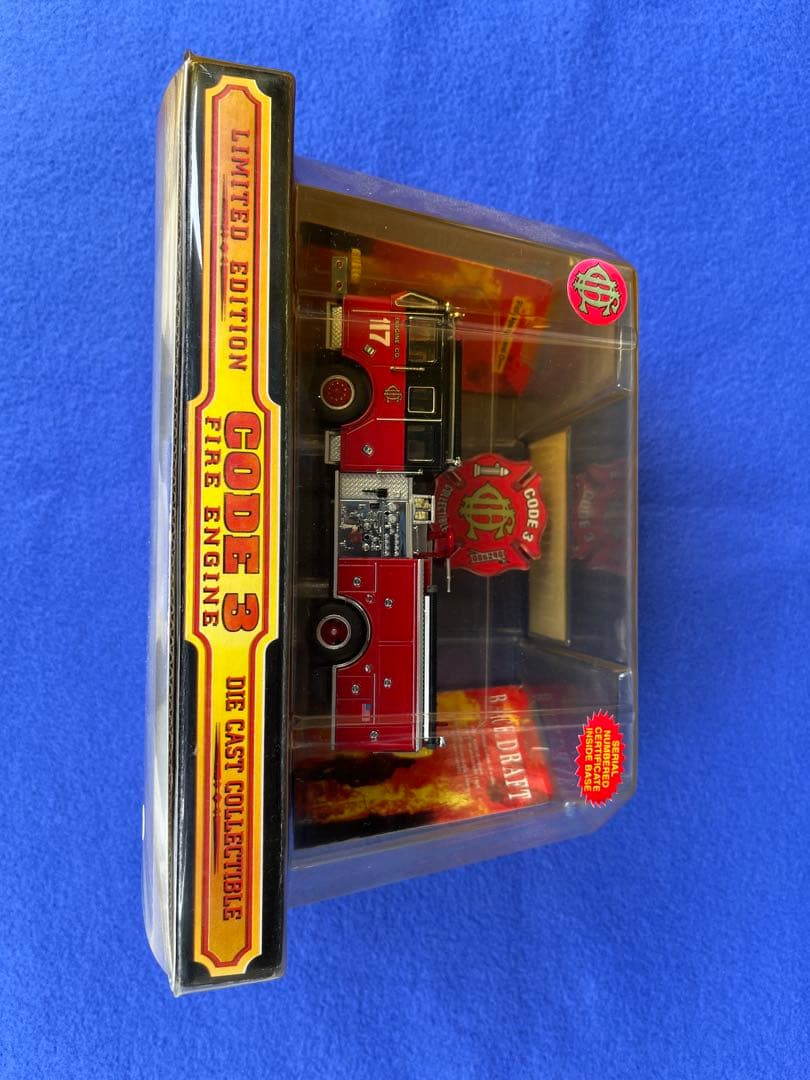 SERIAL
NUMBERED
CERTIFICATE
INSIDE BASE
CODE 3
DRAFT
ENGINE CO.
117
LIMITED EDITION
CODE 3
FIRE ENGINE
DIE CAST COLLECTIBLE